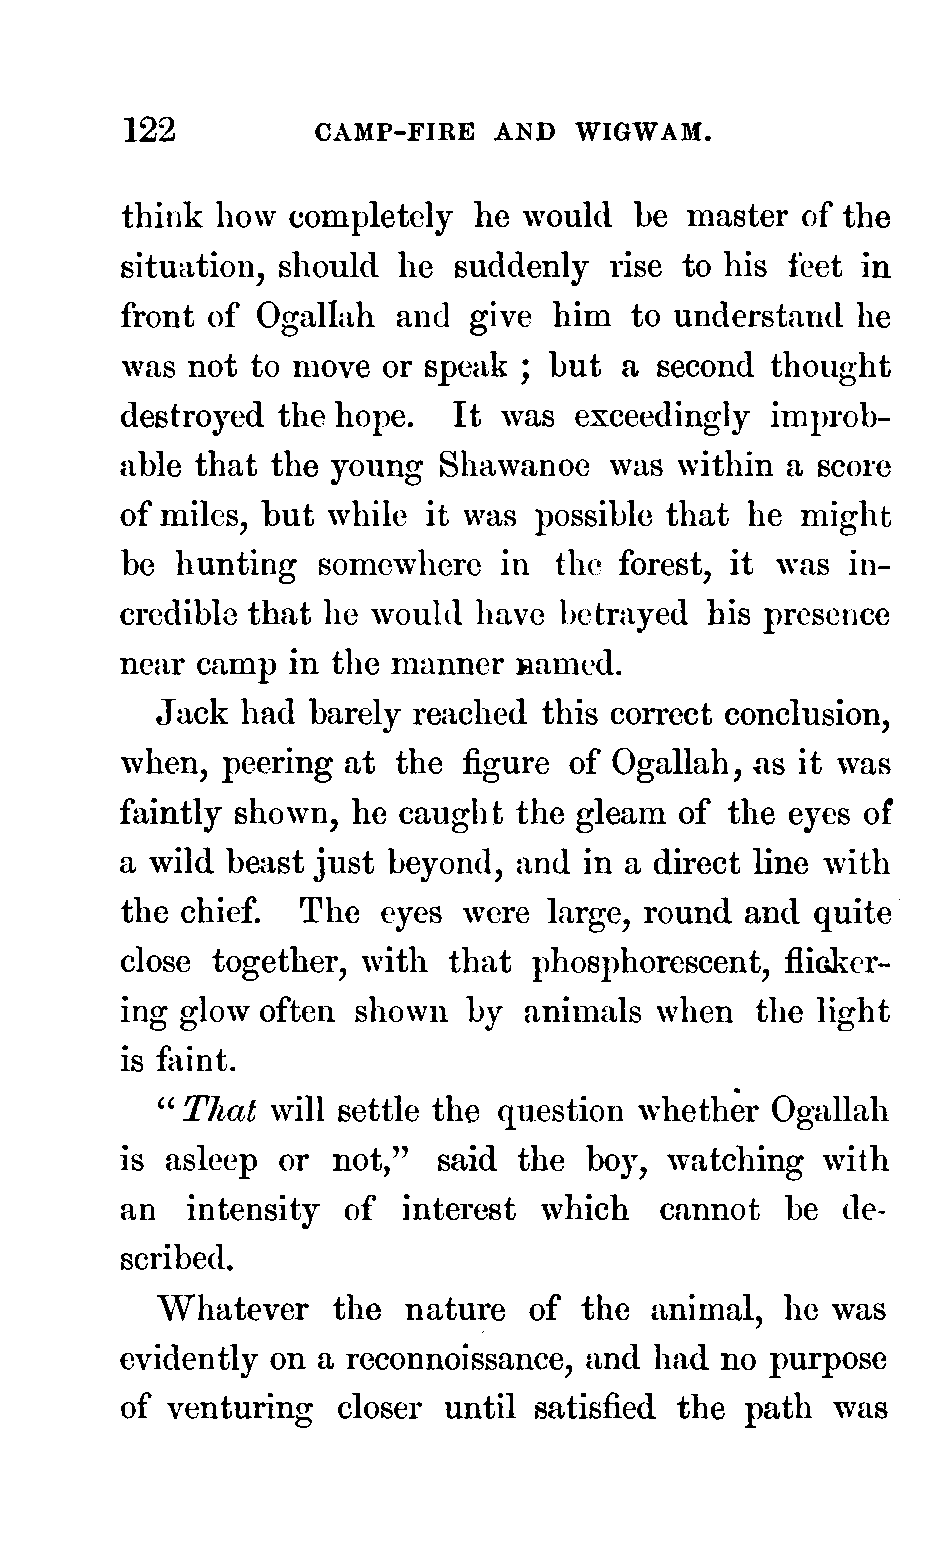 122 CAMP-FIRE AND WIGWAM.
think how completely he would be master of the
situation, should he suddenly rise to his feet in
front of Ogallah and give him to understand he
was not to move or speak ; but a second thought
destroyed the hope. It was exceedingly improb-
able that the young Shawanoe was within a score
of miles, but while it was possible that he might
be hunting somewhere in the forest, it was in-
credible that he would have betrayed his presence
near camp in the manner named.
Jack had barely reached this correct conclusion,
when, peering at the figure of Ogallah, as it was
faintly shown, he caught the gleam of the eyes of
a wild beast just beyond, and in a direct line with
the chief. The eyes were large, round and quite
close together, with that phosphorescent, flicker-
ing glow often shown by animals when the light
is faint.
“That will settle the question whether Ogallah
is asleep or not,” said the boy, watching with
an intensity of interest which cannot be de-
scribed.
Whatever the nature of the animal, he was
evidently on a reconnoissance, and had no purpose
of venturing closer until satisfied the path was